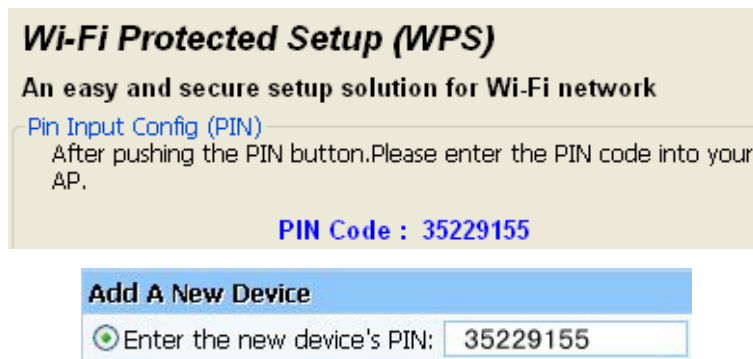 Wi-Fi Protected Setup (WPS)
An easy and secure setup solution for Wi-Fi network
Pin Input Config (PIN)
After pushing the PIN button.Please enter the PIN code into your
AP.
PIN Code : 35229155
Add A New Device
Enter the new device's PIN: 35229155